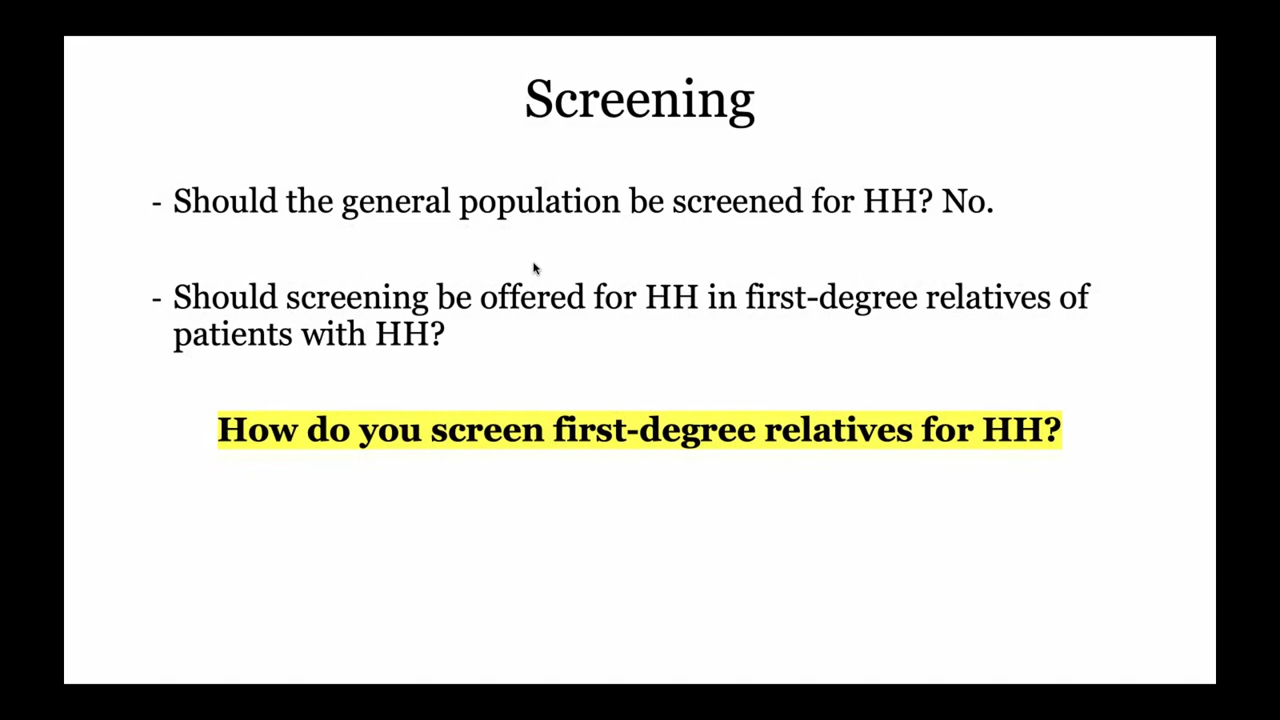 Screening
- Should the general population be screened for HH? No.
- Should screening be offered for HH in first-degree relatives of
patients with HH?
How do you screen first-degree relatives for HH?